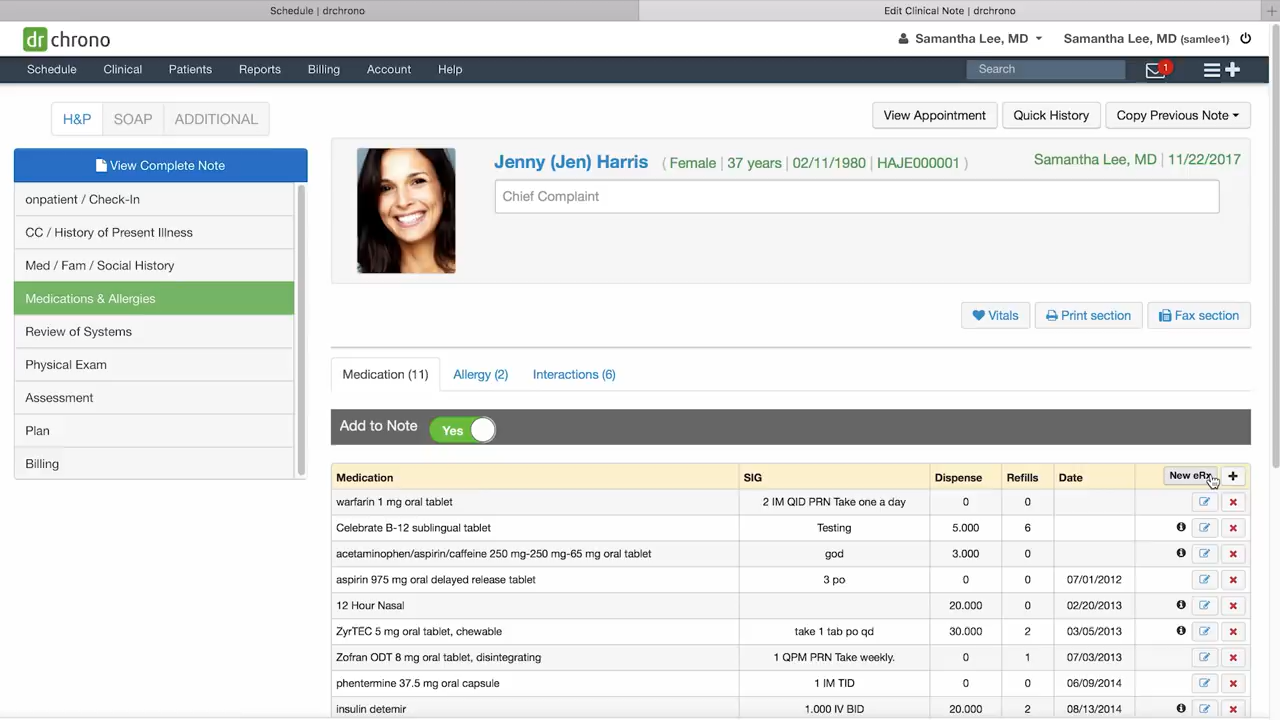 Schedule | drchrono
Edit Clinical Note | drchrono
dr chrono
Samantha Lee, MD
Samantha Lee, MD (samlee1)
Schedule Clinical Patients Reports Billing Account Help
Search
1
H&P SOAP ADDITIONAL
View Appointment
Quick History
Copy Previous Note
View Complete Note
onpatient / Check-In
CC / History of Present Illness
Med / Fam / Social History
Medications & Allergies
Review of Systems
Physical Exam
Assessment
Plan
Billing
Jenny (Jen) Harris ( Female | 37 years | 02/11/1980 | HAJE000001 )
Samantha Lee, MD | 11/22/2017
Chief Complaint
Vitals
Print section
Fax section
Medication (11) Allergy (2) Interactions (6)
Add to Note Yes
Medication SIG Dispense Refills Date New eRx
warfarin 1 mg oral tablet 2 IM QID PRN Take one a day 0 0
Celebrate B-12 sublingual tablet Testing 5.000 6
acetaminophen/aspirin/caffeine 250 mg-250 mg-65 mg oral tablet god 3.000 0
aspirin 975 mg oral delayed release tablet 3 po 0 0 07/01/2012
12 Hour Nasal 20.000 0 02/20/2013
ZyrTEC 5 mg oral tablet, chewable take 1 tab po qd 30.000 2 03/05/2013
Zofran ODT 8 mg oral tablet, disintegrating 1 QPM PRN Take weekly. 0 1 07/03/2013
phentermine 37.5 mg oral capsule 1 IM TID 0 0 06/09/2014
insulin detemir 1.000 IV BID 20.000 2 08/13/2014